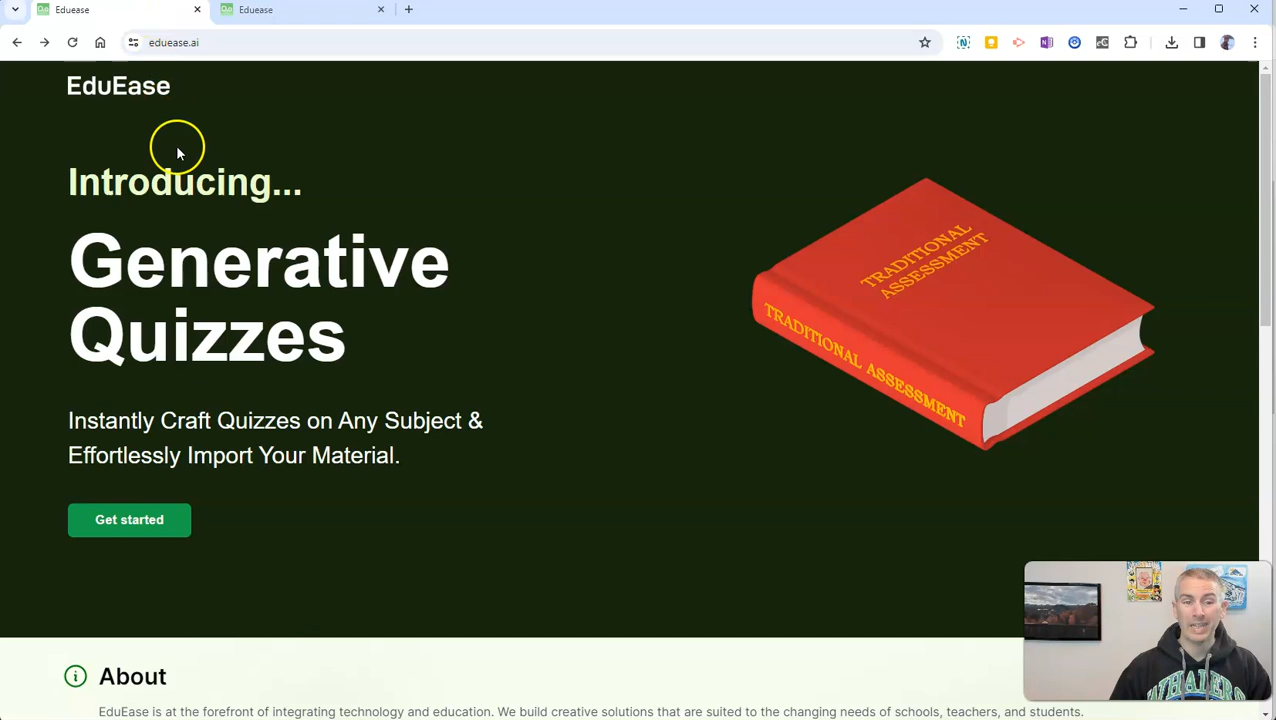 Eduease
Eduease
eduease.ai
EduEase
Introducing...
Generative
Quizzes
Instantly Craft Quizzes on Any Subject &
Effortlessly Import Your Material.
Get started
TRADITIONAL
ASSESSMENT
TRADITIONAL ASSESSMENT
About
EduEase is at the forefront of integrating technology and education. We build creative solutions that are suited to the changing needs of schools, teachers, and students.